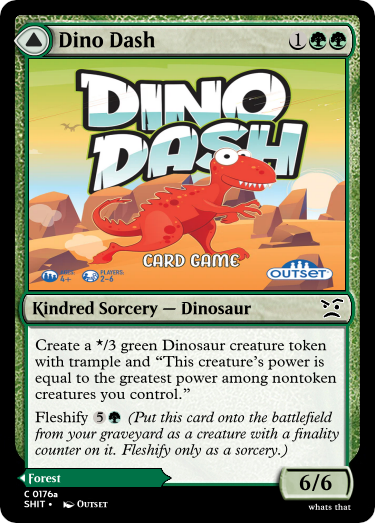 Dino Dash 1
DINO
DASH
CARD GAME
AGES: 4+ PLAYERS: 2-6
OUTSET
Kindred Sorcery — Dinosaur
Create a */3 green Dinosaur creature token
with trample and “This creature's power is
equal to the greatest power among nontoken
creatures you control.”
Fleshify 5 (Put this card onto the battlefield
from your graveyard as a creature with a finality
counter on it. Fleshify only as a sorcery.)
Forest
6/6
C 0176a
SHIT • Outset
whats that